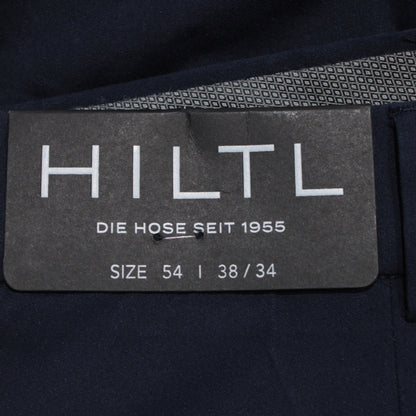 HILTL
DIE HOSE SEIT 1955
SIZE 54 | 38 / 34